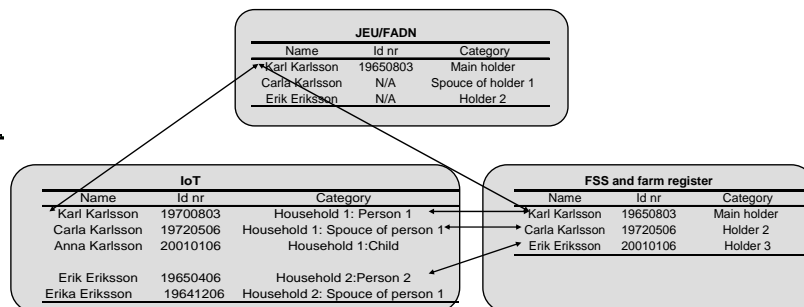 JEU/FADN
Name Id nr Category
Karl Karlsson 19650803 Main holder
Carla Karlsson N/A Spouce of holder 1
Erik Eriksson N/A Holder 2
IoT
Name Id nr Category
Karl Karlsson 19700803 Household 1: Person 1
Carla Karlsson 19720506 Household 1: Spouce of person 1
Anna Karlsson 20010106 Household 1:Child
Erik Eriksson 19650406 Household 2:Person 2
Erika Eriksson 19641206 Household 2: Spouce of person 1
FSS and farm register
Name Id nr Category
Karl Karlsson 19650803 Main holder
Carla Karlsson 19720506 Holder 2
Erik Eriksson 20010106 Holder 3